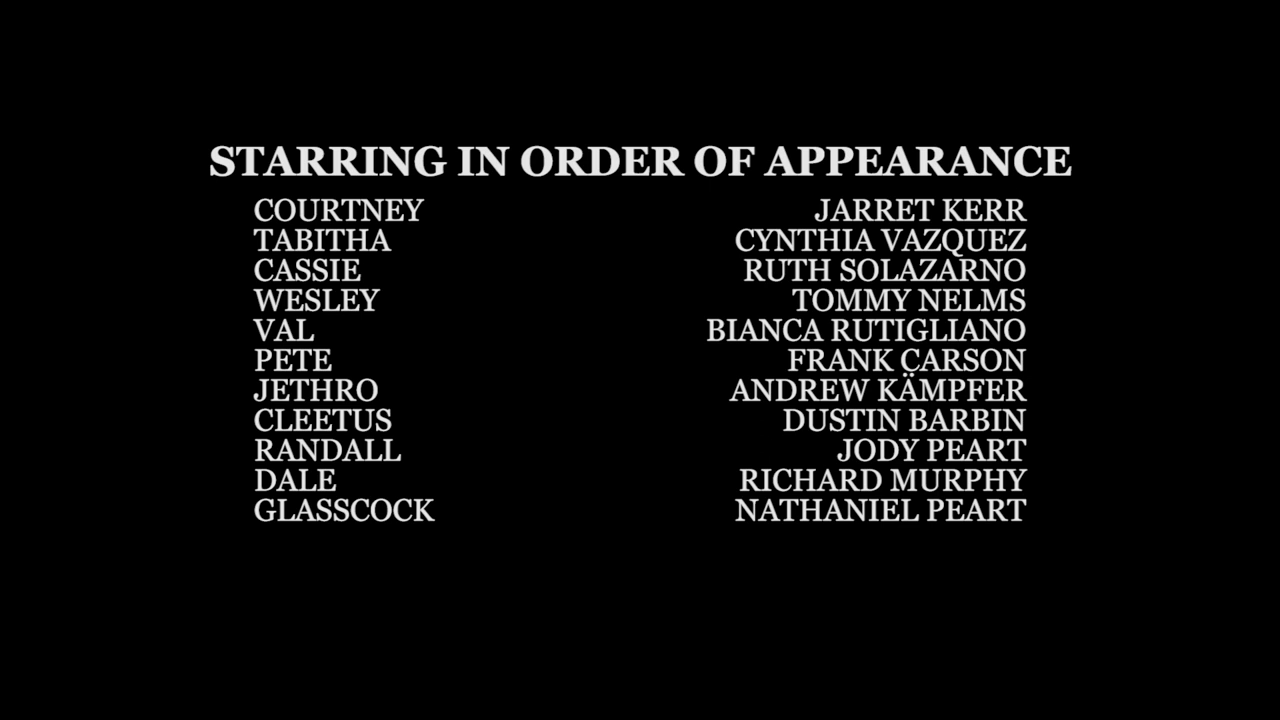 STARRING IN ORDER OF APPEARANCE
COURTNEY JARRET KERR
TABITHA CYNTHIA VAZQUEZ
CASSIE RUTH SOLAZARNO
WESLEY TOMMY NELMS
VAL BIANCA RUTIGLIANO
PETE FRANK CARSON
JETHRO ANDREW KÄMPFER
CLEETUS DUSTIN BARBIN
RANDALL JODY PEART
DALE RICHARD MURPHY
GLASSCOCK NATHANIEL PEART